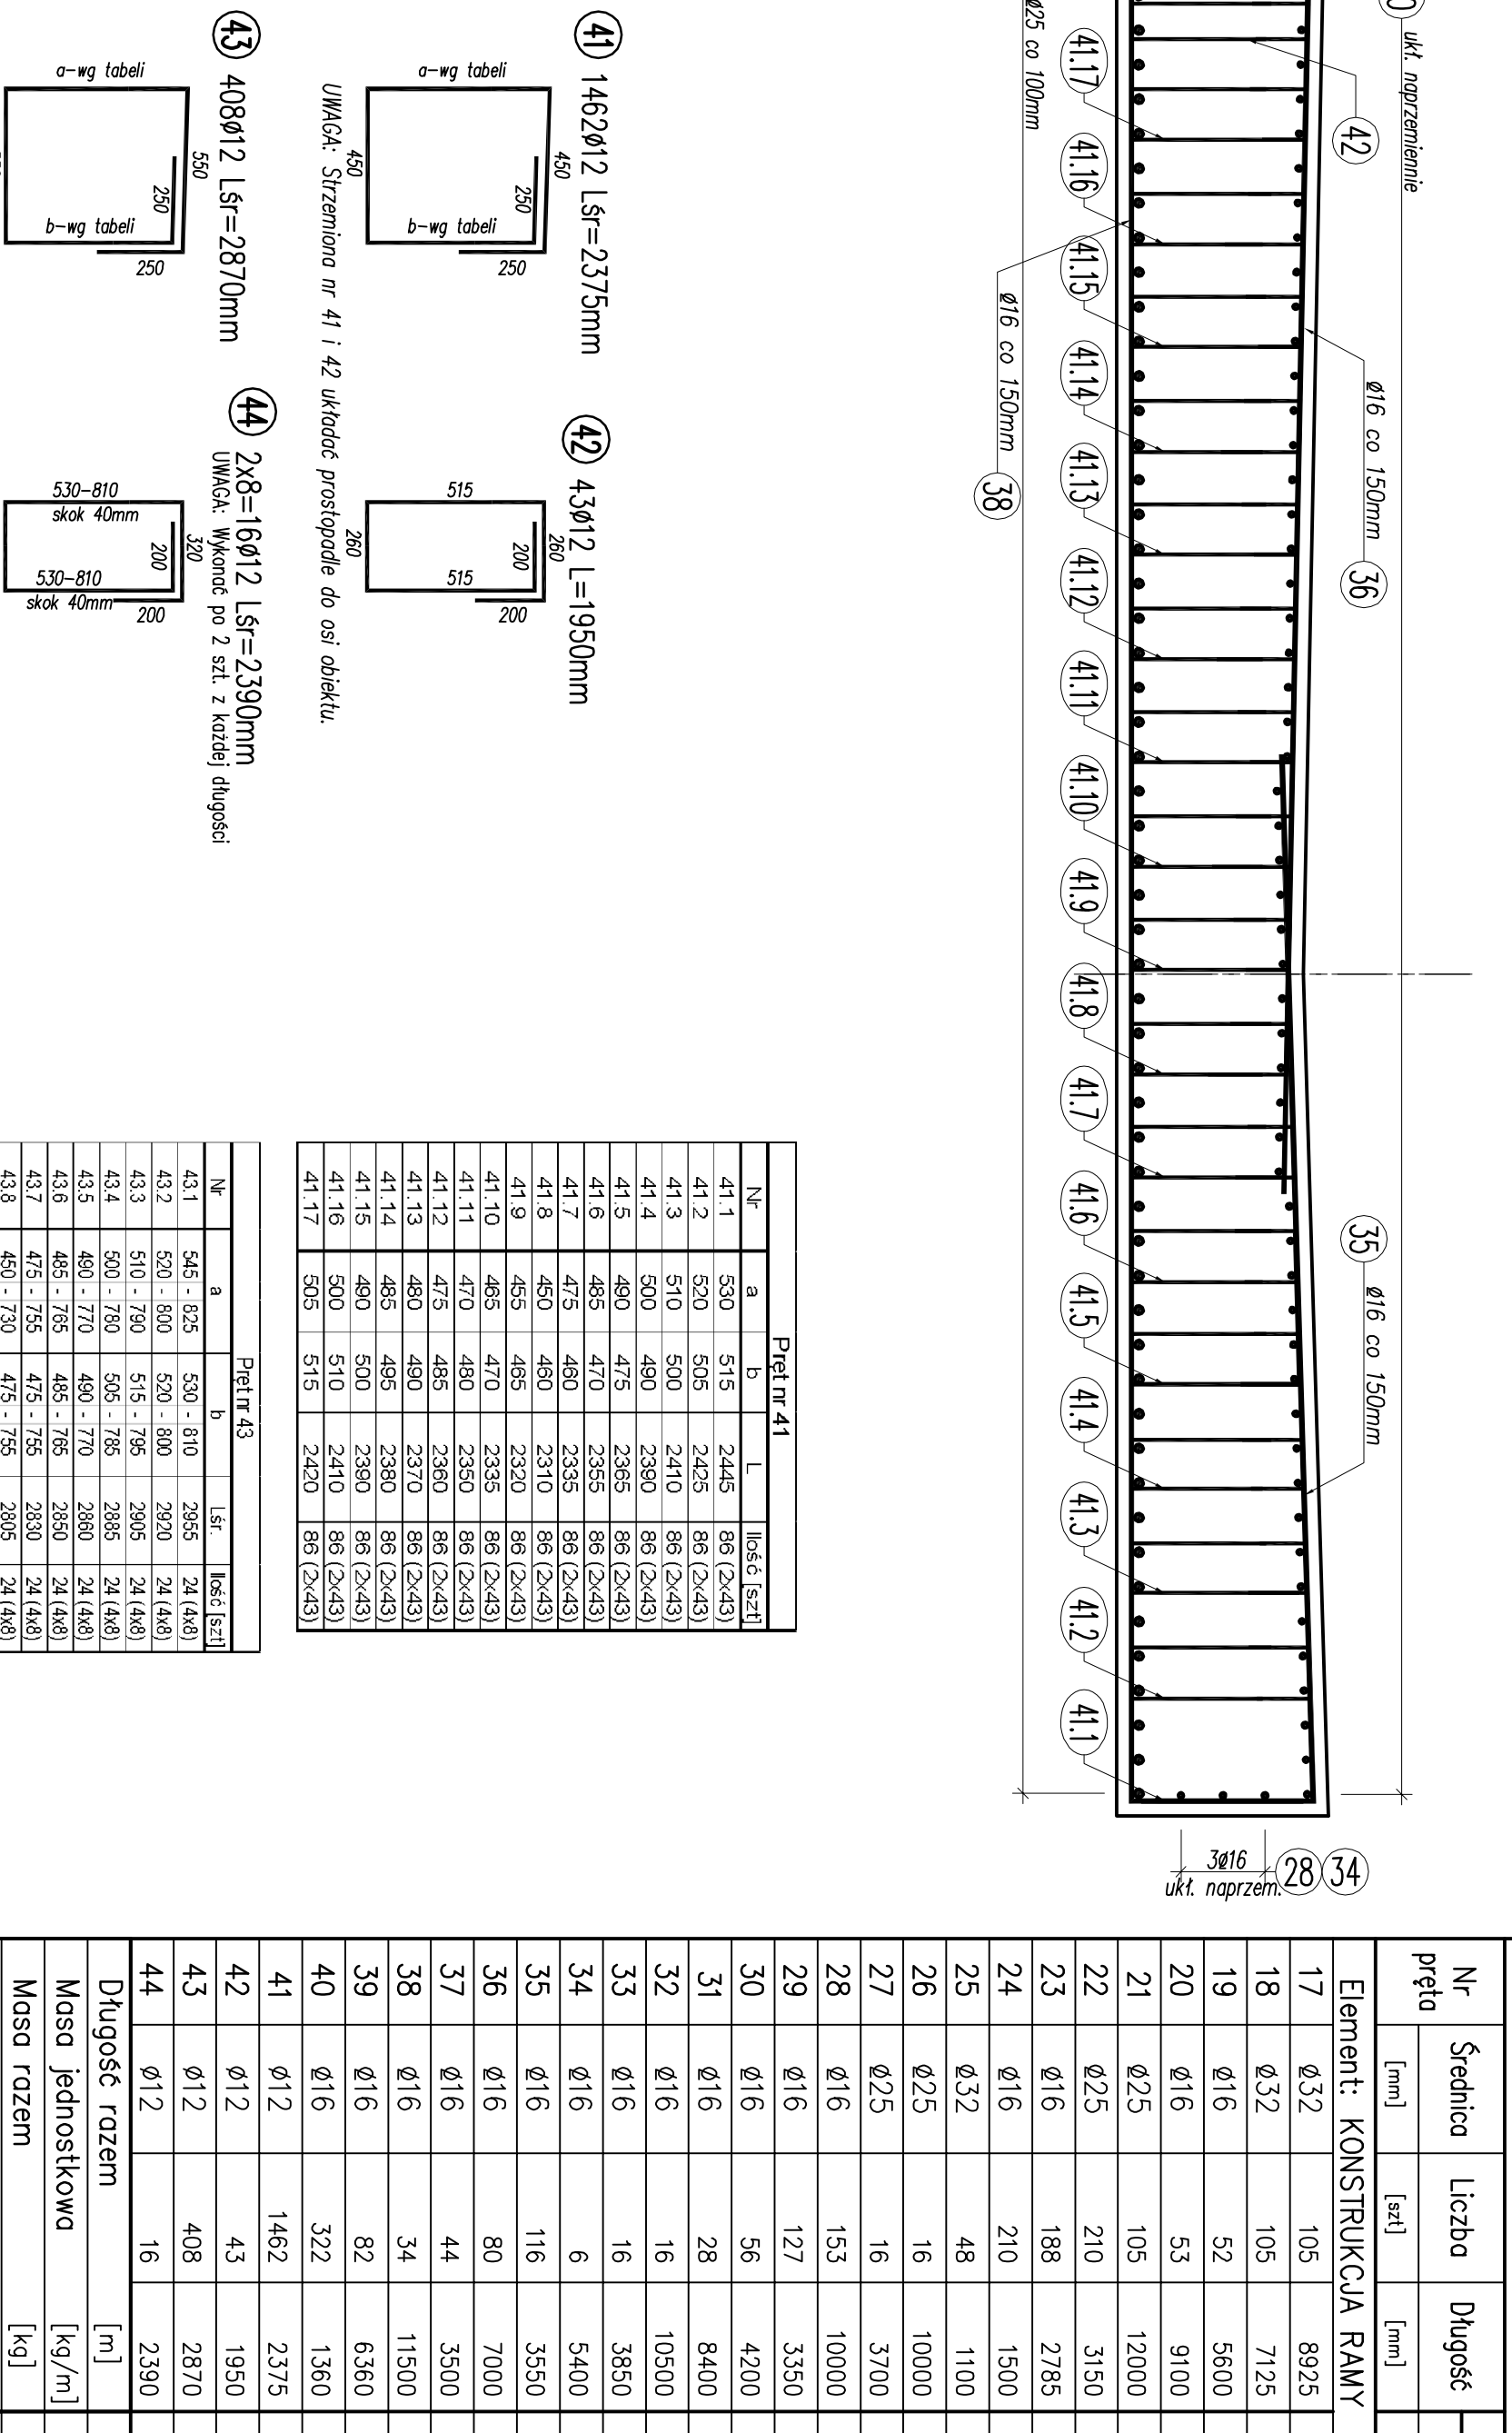 ukł. naprzemiennie
42
ø16 co 150mm
36
35
ø16 co 150mm
3ø16
ukł. naprzem.
28
34
41.17
41.16
41.15
41.14
41.13
41.12
41.11
41.10
41.9
41.8
41.7
41.6
41.5
41.4
41.3
41.2
41.1
ø25 co 100mm
ø16 co 150mm
38
41 1462ø12 Lśr=2375mm
450
a-wg tabeli
250
b-wg tabeli
250
450
42 43ø12 L=1950mm
260
515
200
515
200
260
UWAGA: Strzemiona nr 41 i 42 układać prostopadle do osi obiektu.
43 408ø12 Lśr=2870mm
550
a-wg tabeli
250
b-wg tabeli
250
44 2x8=16ø12 Lśr=2390mm
UWAGA: Wykonać po 2 szt. z każdej długości
320
530-810
skok 40mm
200
530-810
skok 40mm
200
Pręt nr 41
Nr a b L Ilość [szt]
41.1 530 515 2445 86 (2x43)
41.2 520 505 2425 86 (2x43)
41.3 510 500 2410 86 (2x43)
41.4 500 490 2390 86 (2x43)
41.5 490 475 2365 86 (2x43)
41.6 485 470 2355 86 (2x43)
41.7 475 460 2335 86 (2x43)
41.8 450 460 2310 86 (2x43)
41.9 455 465 2320 86 (2x43)
41.10 465 470 2335 86 (2x43)
41.11 470 480 2350 86 (2x43)
41.12 475 485 2360 86 (2x43)
41.13 480 490 2370 86 (2x43)
41.14 485 495 2380 86 (2x43)
41.15 490 500 2390 86 (2x43)
41.16 500 510 2410 86 (2x43)
41.17 505 515 2420 86 (2x43)
Pręt nr 43
Nr a b Lśr. Ilość [szt]
43.1 545 - 825 530 - 810 2955 24 (4x8)
43.2 520 - 800 520 - 800 2920 24 (4x8)
43.3 510 - 790 515 - 795 2905 24 (4x8)
43.4 500 - 780 505 - 785 2885 24 (4x8)
43.5 490 - 770 490 - 770 2860 24 (4x8)
43.6 485 - 765 485 - 765 2850 24 (4x8)
43.7 475 - 755 475 - 755 2830 24 (4x8)
43.8 450 - 730 475 - 755 2805 24 (4x8)
Nr pręta Średnica [mm] Liczba [szt] Długość [mm]
Element: KONSTRUKCJA RAMY
17 ø32 105 8925
18 ø32 105 7125
19 ø16 52 5600
20 ø16 53 9100
21 ø25 105 12000
22 ø25 210 3150
23 ø16 188 2785
24 ø16 210 1500
25 ø32 48 1100
26 ø25 16 10000
27 ø25 16 3700
28 ø16 153 10000
29 ø16 127 3350
30 ø16 56 4200
31 ø16 28 8400
32 ø16 16 10500
33 ø16 16 3850
34 ø16 6 5400
35 ø16 116 3550
36 ø16 80 7000
37 ø16 44 3500
38 ø16 34 11500
39 ø16 82 6360
40 ø16 322 1360
41 ø12 1462 2375
42 ø12 43 1950
43 ø12 408 2870
44 ø12 16 2390
Długość razem [m]
Masa jednostkowa [kg/m]
Masa razem [kg]